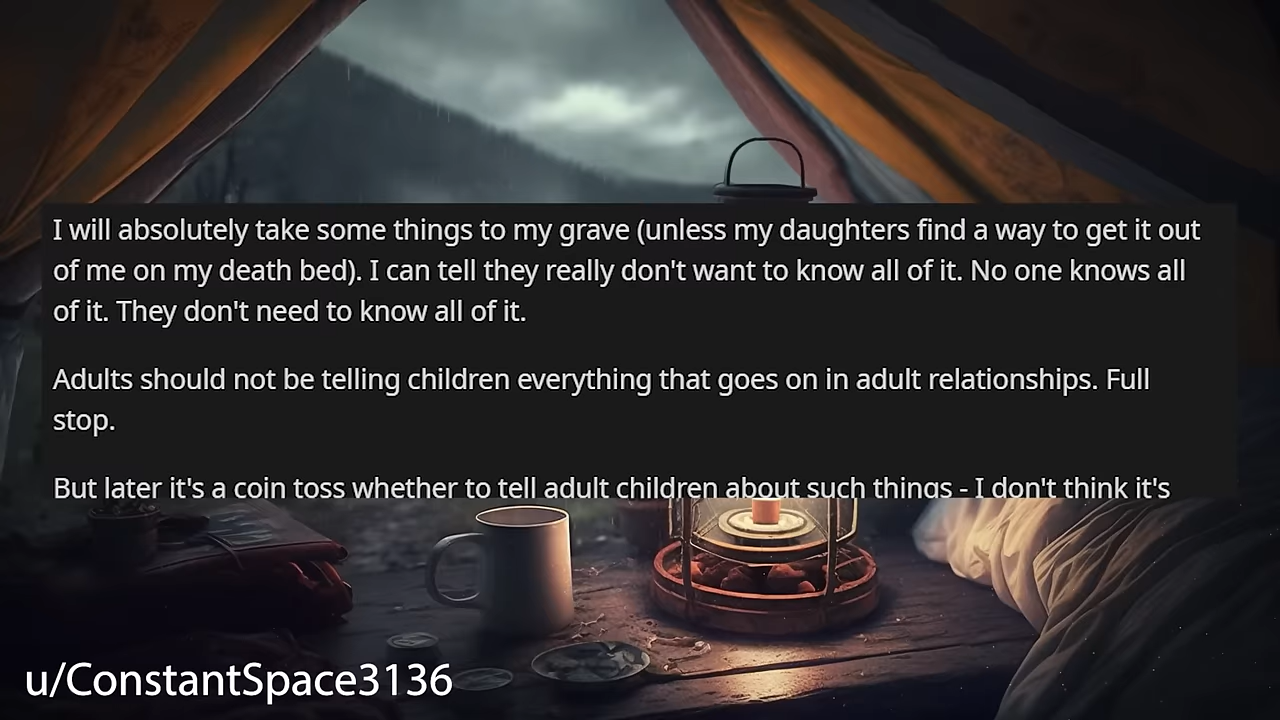 I will absolutely take some things to my grave (unless my daughters find a way to get it out
of me on my death bed). I can tell they really don't want to know all of it. No one knows all
of it. They don't need to know all of it.
Adults should not be telling children everything that goes on in adult relationships. Full
stop.
But later it's a coin toss whether to tell adult children about such things - I don't think it's
u/ConstantSpace3136